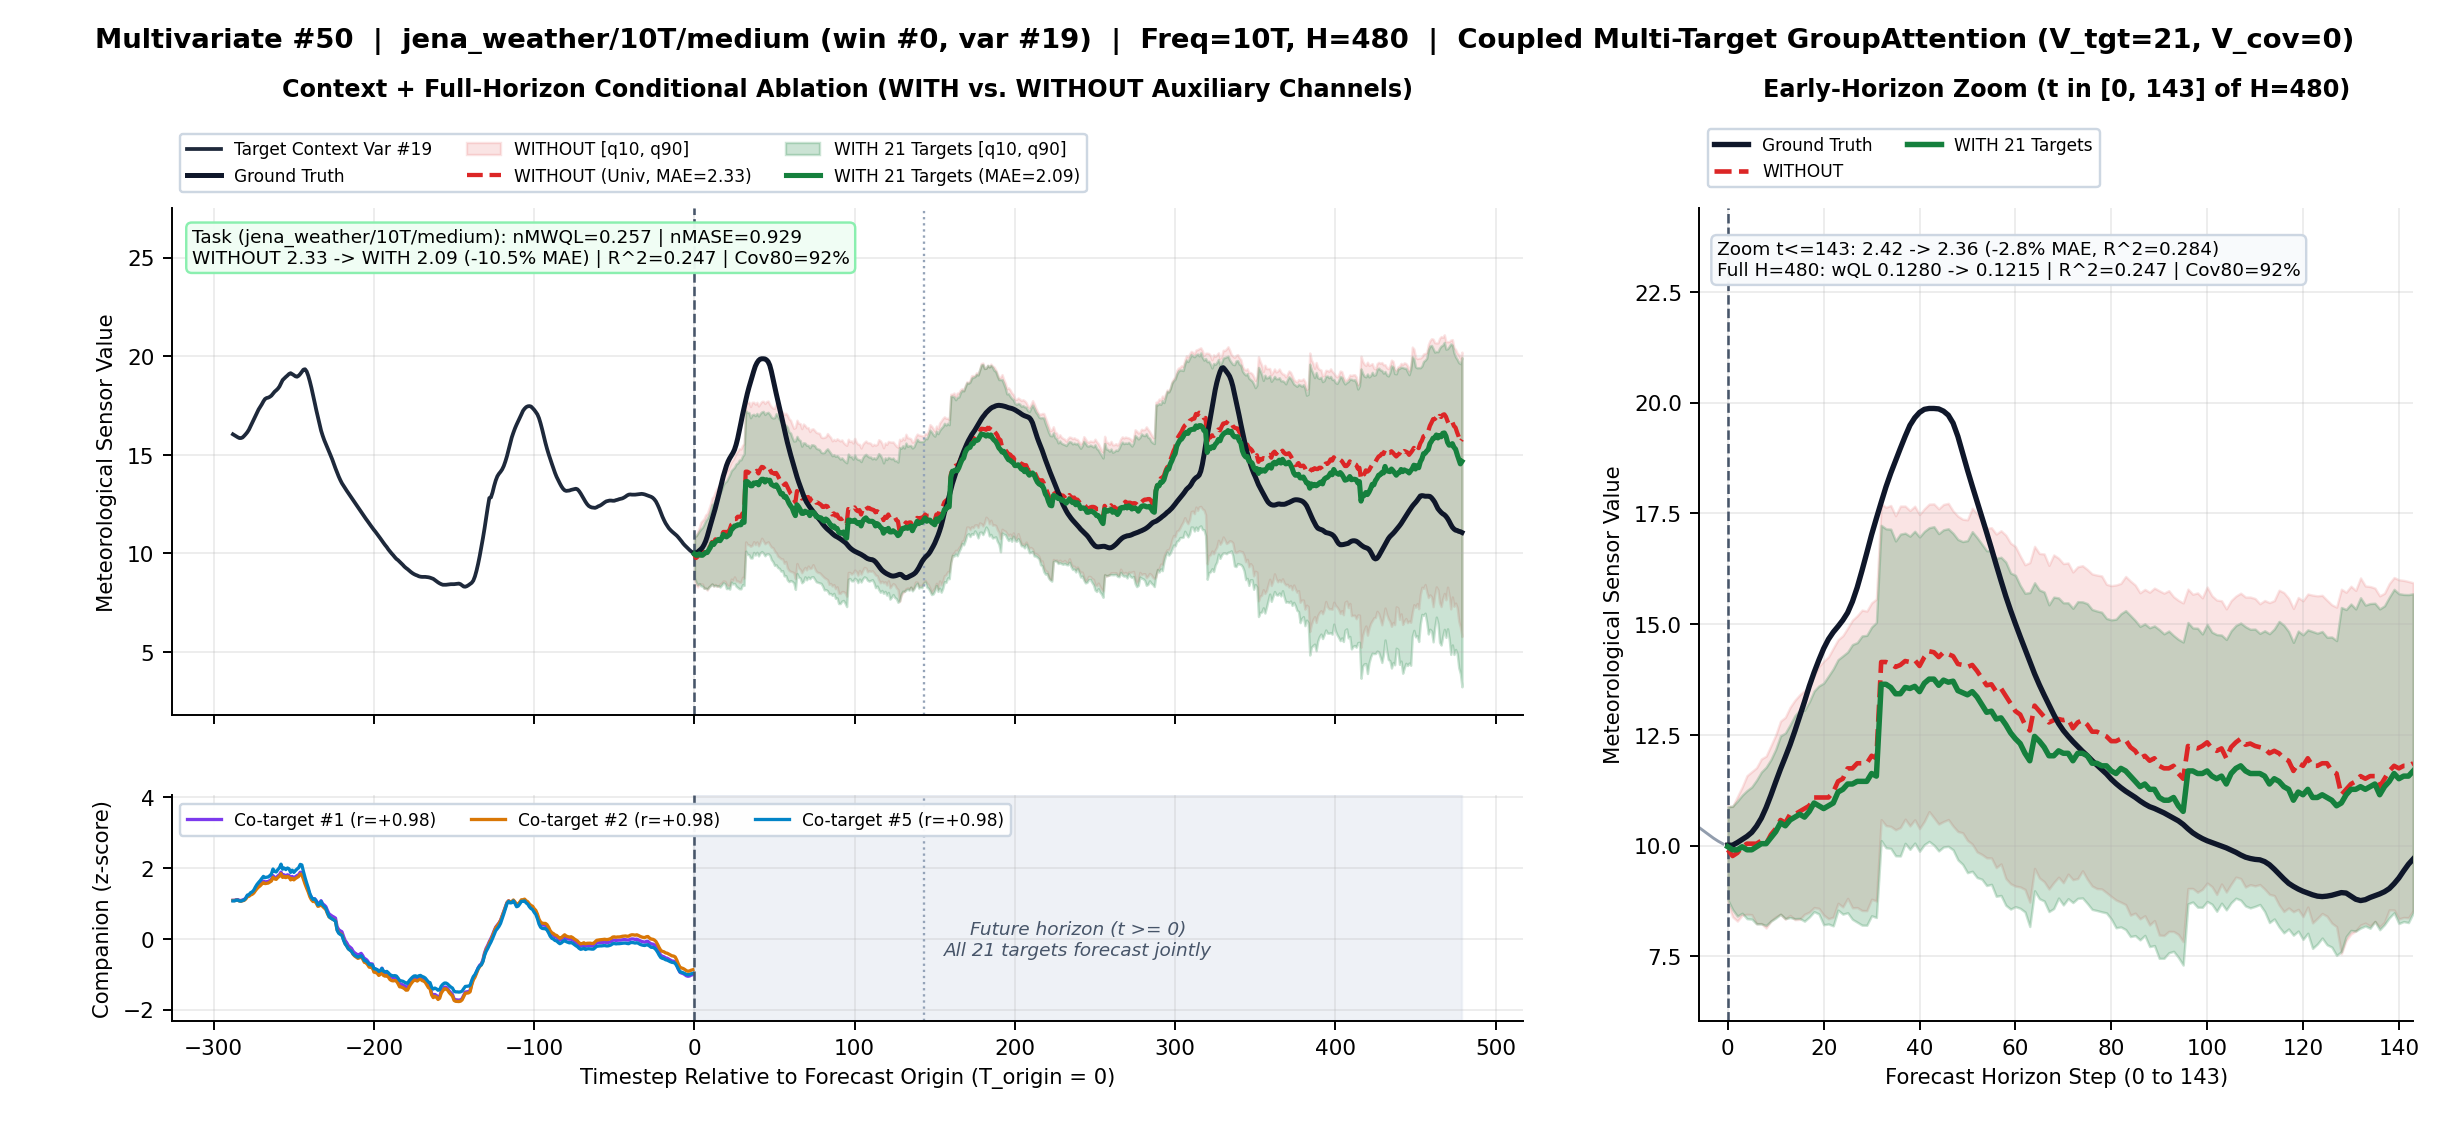 Multivariate #50 | jena_weather/10T/medium (win #0, var #19) | Freq=10T, H=480 | Coupled Multi-Target GroupAttention (V_tgt=21, V_cov=0)
Context + Full-Horizon Conditional Ablation (WITH vs. WITHOUT Auxiliary Channels)
Target Context Var #19
Ground Truth
WITHOUT [q10, q90]
WITHOUT (Univ, MAE=2.33)
WITH 21 Targets [q10, q90]
WITH 21 Targets (MAE=2.09)
Task (jena_weather/10T/medium): nMWQL=0.257 | nMASE=0.929
WITHOUT 2.33 -> WITH 2.09 (-10.5% MAE) | R^2=0.247 | Cov80=92%
Meteorological Sensor Value
25
20
15
10
5
Co-target #1 (r=+0.98)
Co-target #2 (r=+0.98)
Co-target #5 (r=+0.98)
Future horizon (t >= 0)
All 21 targets forecast jointly
Companion (z-score)
4
2
0
−2
−300
−200
−100
0
100
200
300
400
500
Timestep Relative to Forecast Origin (T_origin = 0)
Early-Horizon Zoom (t in [0, 143] of H=480)
Ground Truth
WITHOUT
WITH 21 Targets
Zoom t<=143: 2.42 -> 2.36 (-2.8% MAE, R^2=0.284)
Full H=480: wQL 0.1280 -> 0.1215 | R^2=0.247 | Cov80=92%
Meteorological Sensor Value
22.5
20.0
17.5
15.0
12.5
10.0
7.5
0
20
40
60
80
100
120
140
Forecast Horizon Step (0 to 143)